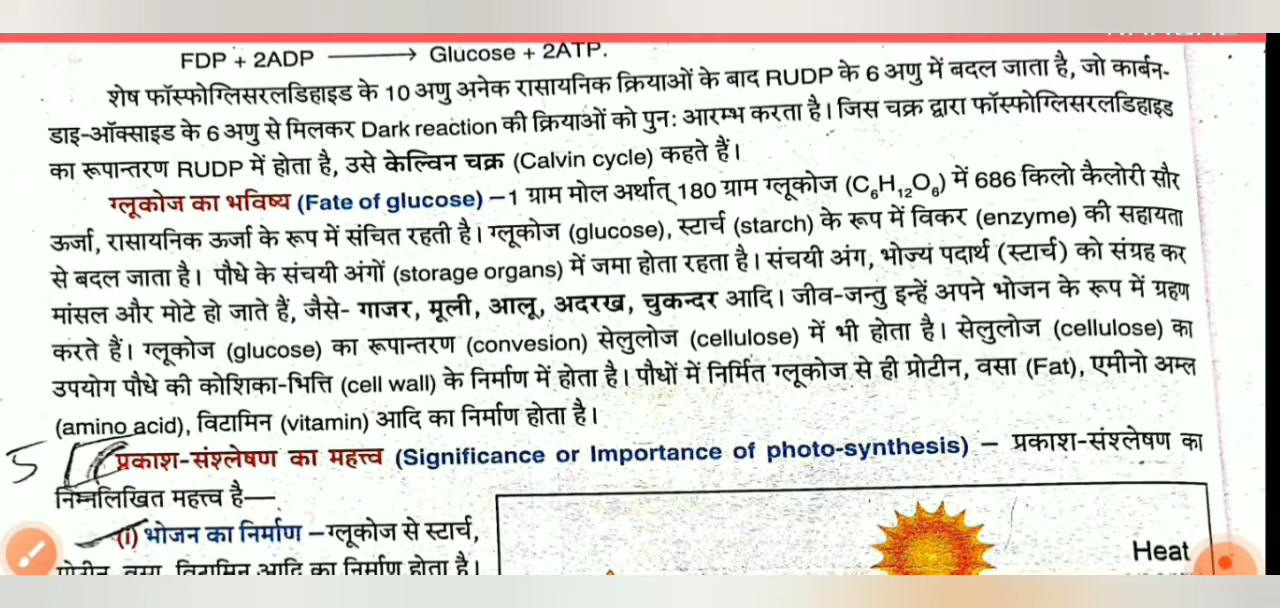 FDP + 2ADP ⟶ Glucose + 2ATP.
शेष फॉस्फोग्लिसरलडिहाइड के 10 अणु अनेक रासायनिक क्रियाओं के बाद RUDP के 6 अणु में बदल जाता है, जो कार्बन-
डाइ-ऑक्साइड के 6 अणु से मिलकर Dark reaction की क्रियाओं को पुनः आरम्भ करता है। जिस चक्र द्वारा फॉस्फोग्लिसरलडिहाइड
का रूपान्तरण RUDP में होता है, उसे केल्विन चक्र (Calvin cycle) कहते हैं।
ग्लूकोज का भविष्य (Fate of glucose) –1 ग्राम मोल अर्थात् 180 ग्राम ग्लूकोज (C₆H₁₂O₆) में 686 किलो कैलोरी सौर
ऊर्जा, रासायनिक ऊर्जा के रूप में संचित रहती है। ग्लूकोज (glucose), स्टार्च (starch) के रूप में विकर (enzyme) की सहायता
से बदल जाता है। पौधे के संचयी अंगों (storage organs) में जमा होता रहता है। संचयी अंग, भोज्य पदार्थ (स्टार्च) को संग्रह कर
मांसल और मोटे हो जाते हैं, जैसे- गाजर, मूली, आलू, अदरख, चुकन्दर आदि। जीव-जन्तु इन्हें अपने भोजन के रूप में ग्रहण
करते हैं। ग्लूकोज (glucose) का रूपान्तरण (convesion) सेलुलोज (cellulose) में भी होता है। सेलुलोज (cellulose) का
उपयोग पौधे की कोशिका-भित्ति (cell wall) के निर्माण में होता है। पौधों में निर्मित ग्लूकोज से ही प्रोटीन, वसा (Fat), एमीनो अम्ल
(amino acid), विटामिन (vitamin) आदि का निर्माण होता है।
5 प्रकाश-संश्लेषण का महत्त्व (Significance or Importance of photo-synthesis) – प्रकाश-संश्लेषण का
निम्नलिखित महत्त्व है—
(i) भोजन का निर्माण –ग्लूकोज से स्टार्च,
प्रोटीन, वसा, विटामिन आदि का निर्माण होता है।
Heat